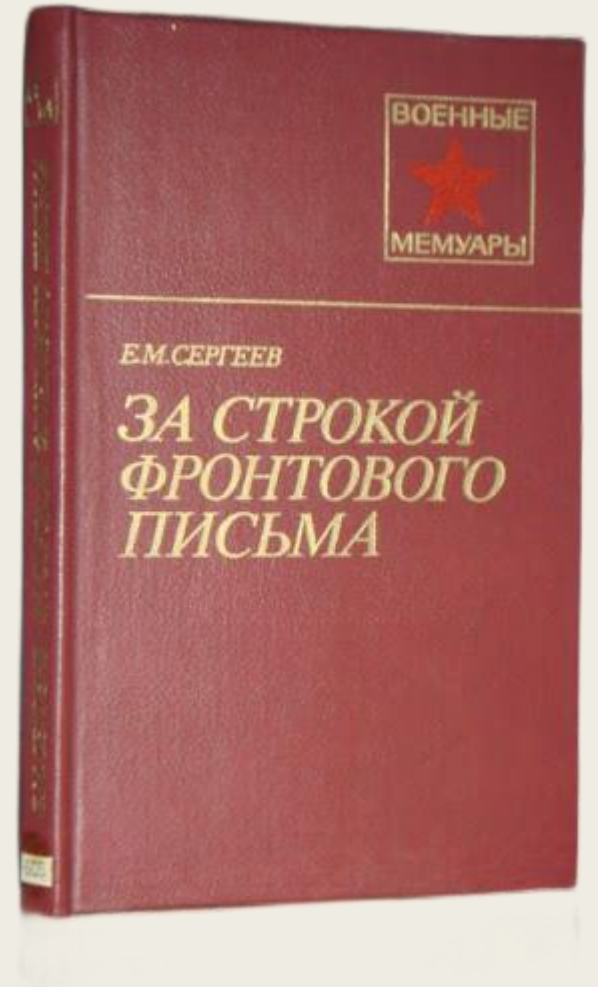 ВОЕННЫЕ
МЕМУАРЫ
Е.М.СЕРГЕЕВ
ЗА СТРОКОЙ
ФРОНТОВОГО
ПИСЬМА